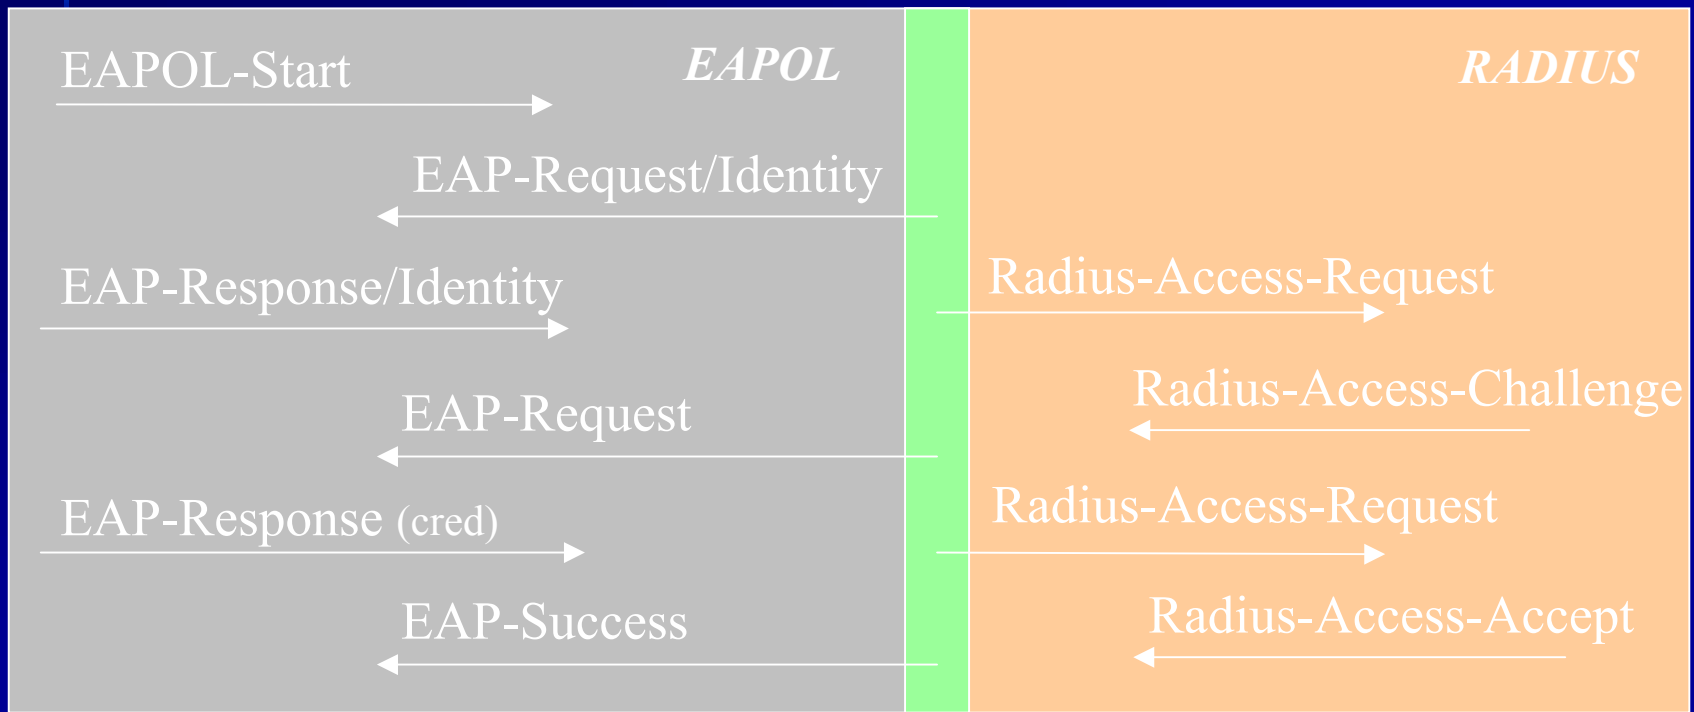 EAPOL-Start
EAPOL
RADIUS
EAP-Request/Identity
EAP-Response/Identity
Radius-Access-Request
Radius-Access-Challenge
EAP-Request
EAP-Response (cred)
Radius-Access-Request
EAP-Success
Radius-Access-Accept